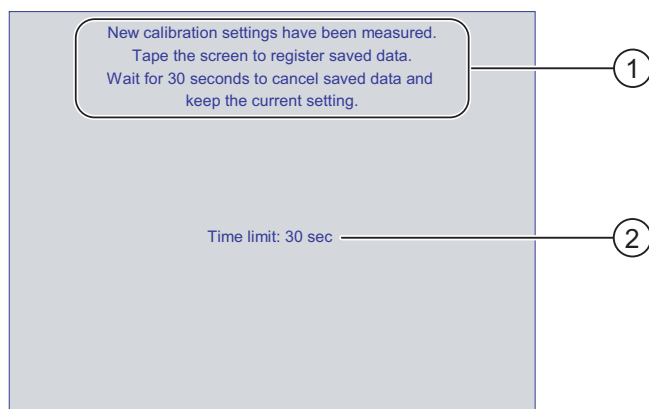 New calibration settings have been measured.
Tape the screen to register saved data.
Wait for 30 seconds to cancel saved data and
keep the current setting.
1
Time limit: 30 sec
2